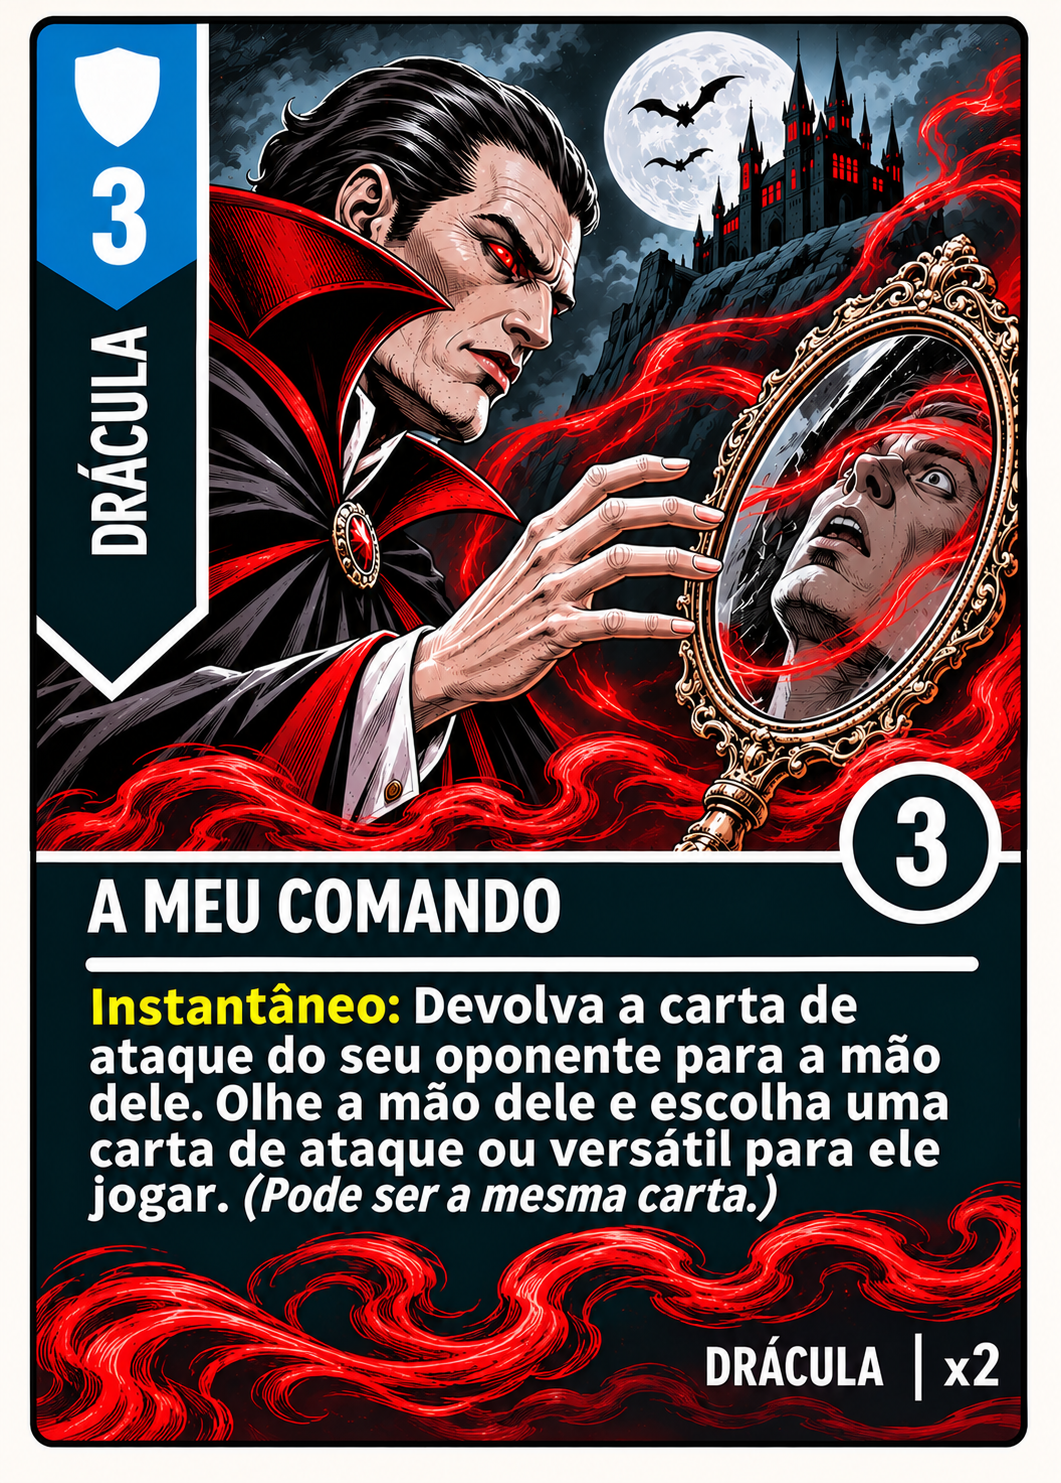 3
DRÁCULA
3
A MEU COMANDO
Instantâneo: Devolva a carta de
ataque do seu oponente para a mão
dele. Olhe a mão dele e escolha uma
carta de ataque ou versátil para ele
jogar. (Pode ser a mesma carta.)
DRÁCULA | x2